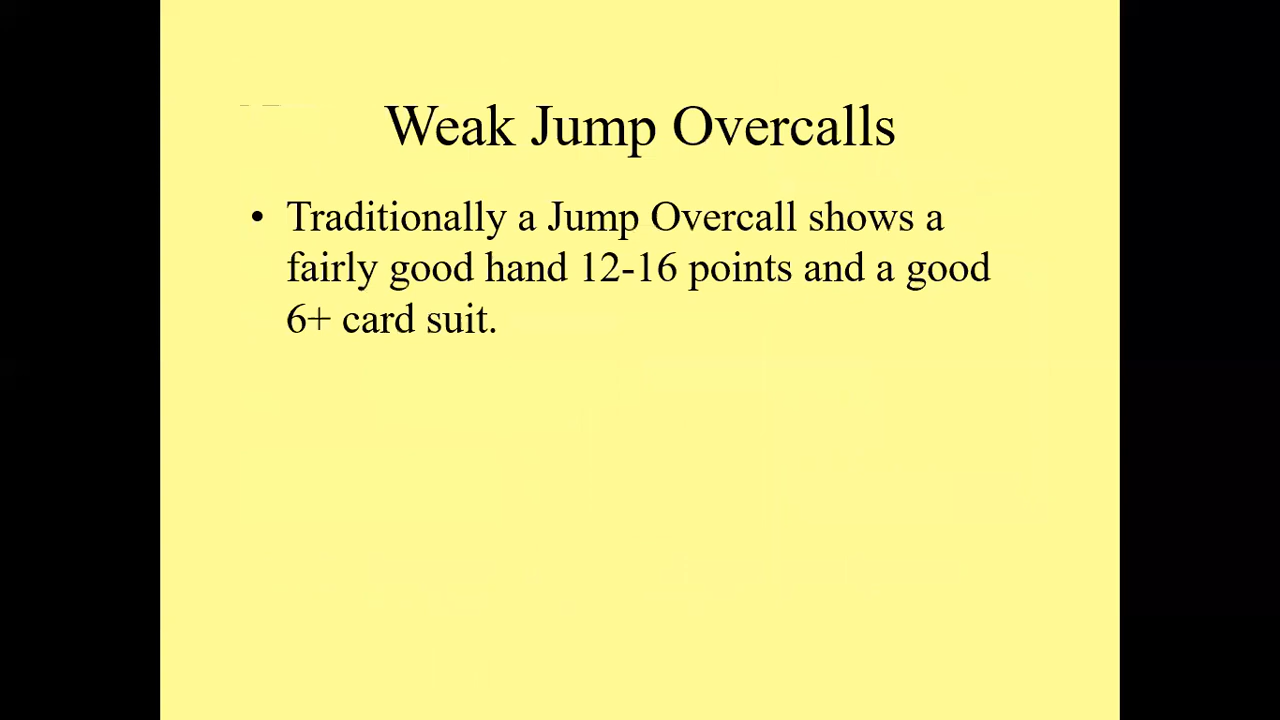 Weak Jump Overcalls
• Traditionally a Jump Overcall shows a
fairly good hand 12-16 points and a good
6+ card suit.